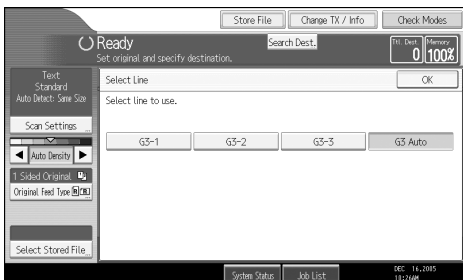 Store File
Change TX / Info
Check Modes
Ready
Search Dest.
Set original and specify destination.
Ttl. Dest.
Memory
0
100%
Text
Standard
Auto Detect: Same Size
Scan Settings
Auto Density
1 Sided Original
Original Feed Type
Select Stored File
Select Line
OK
Select line to use.
G3-1
G3-2
G3-3
G3 Auto
System Status
Job List
DEC 16,2005
10:26AM